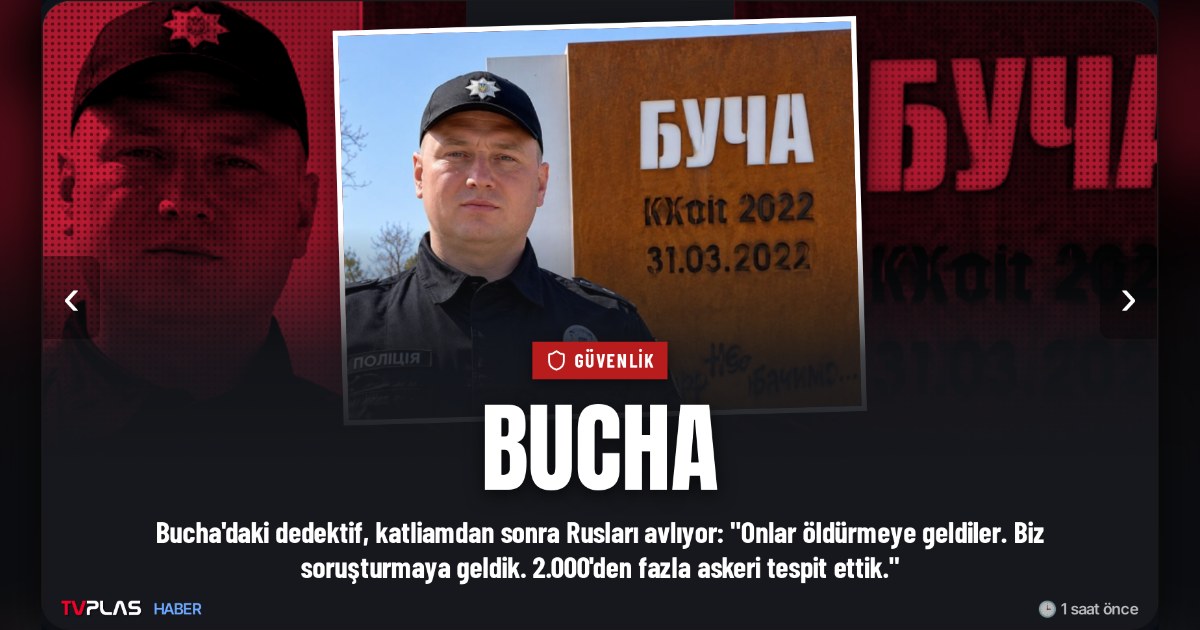 БУЧА
2022
31.03.2022
ПОЛІЦІЯ
GÜVENLİK
BUCHA
Bucha'daki dedektif, katliamdan sonra Rusları avlıyor: "Onlar öldürmeye geldiler. Biz
soruşturmaya geldik. 2.000'den fazla askeri tespit ettik."
TVPLAS HABER
1 saat önce